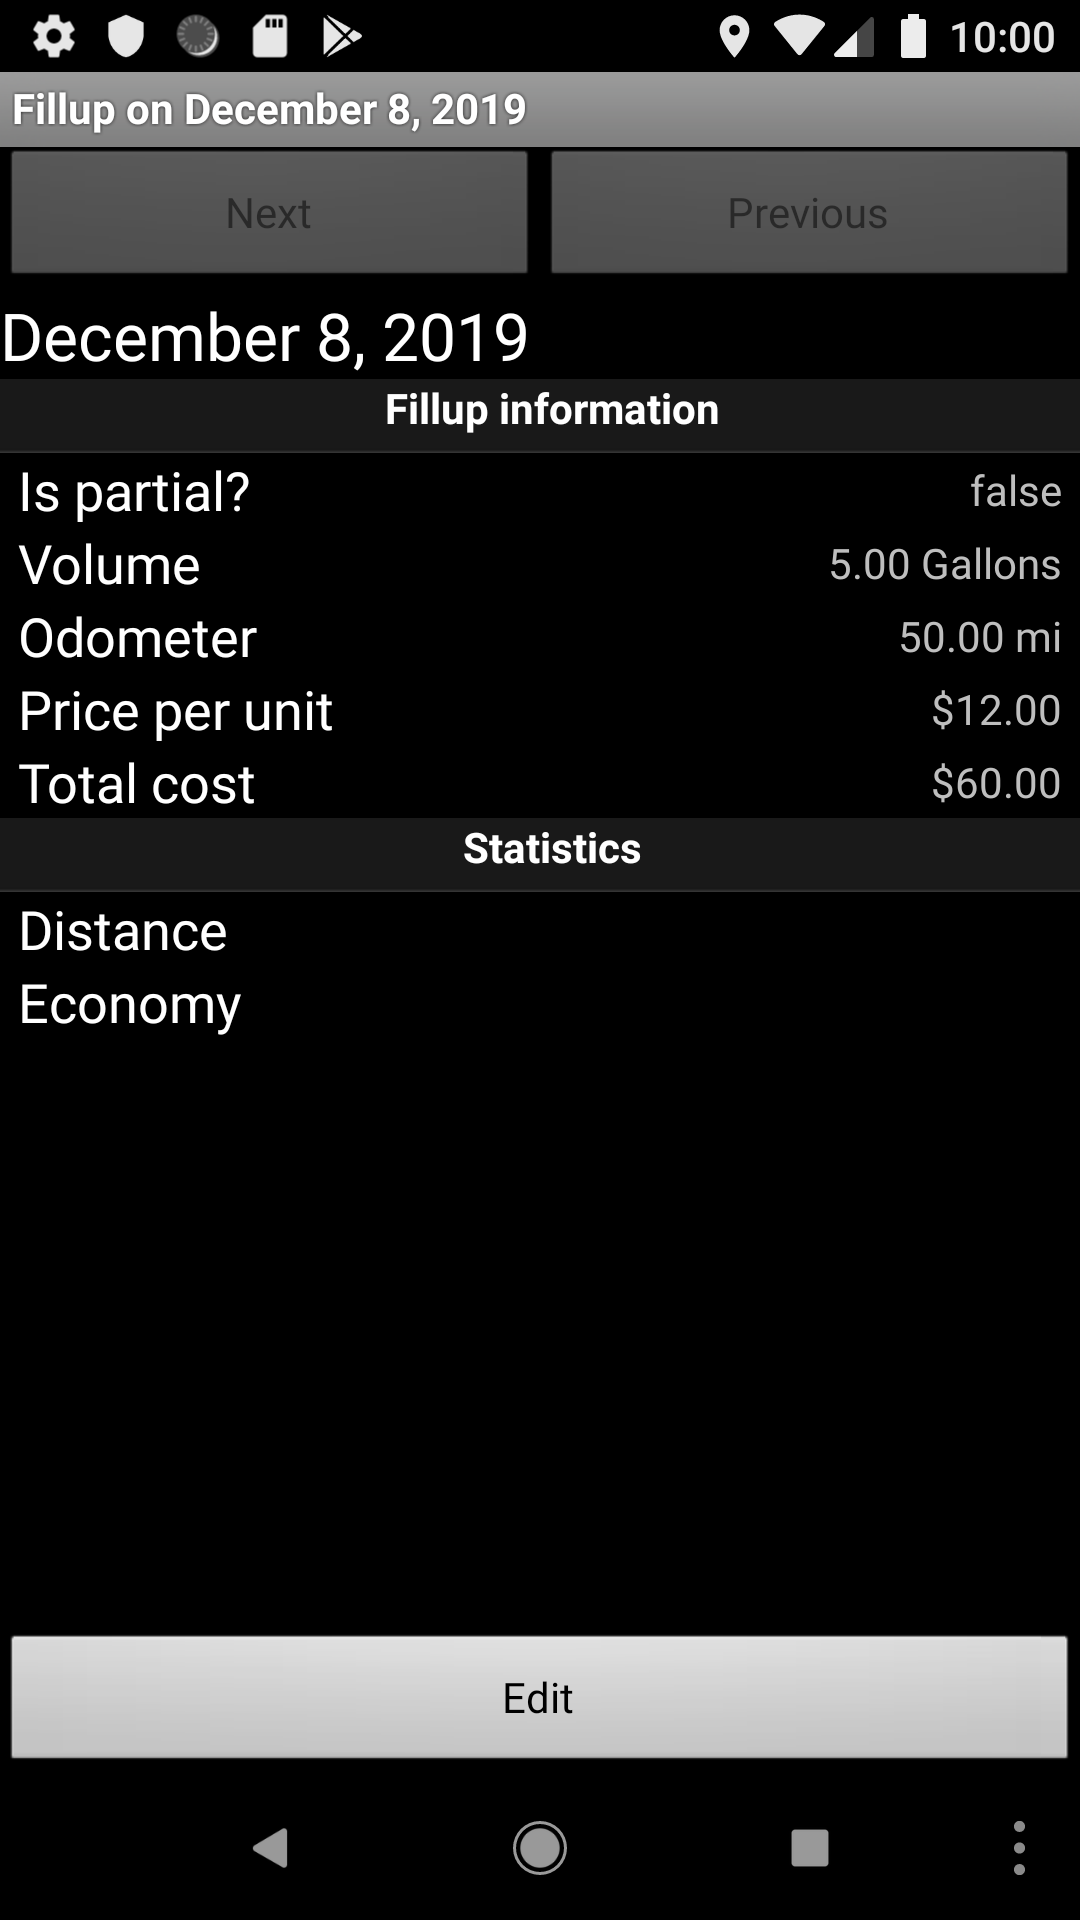 10:00
Fillup on December 8, 2019
Next Previous
December 8, 2019
Fillup information
Is partial? false
Volume 5.00 Gallons
Odometer 50.00 mi
Price per unit $12.00
Total cost $60.00
Statistics
Distance
Economy
Edit